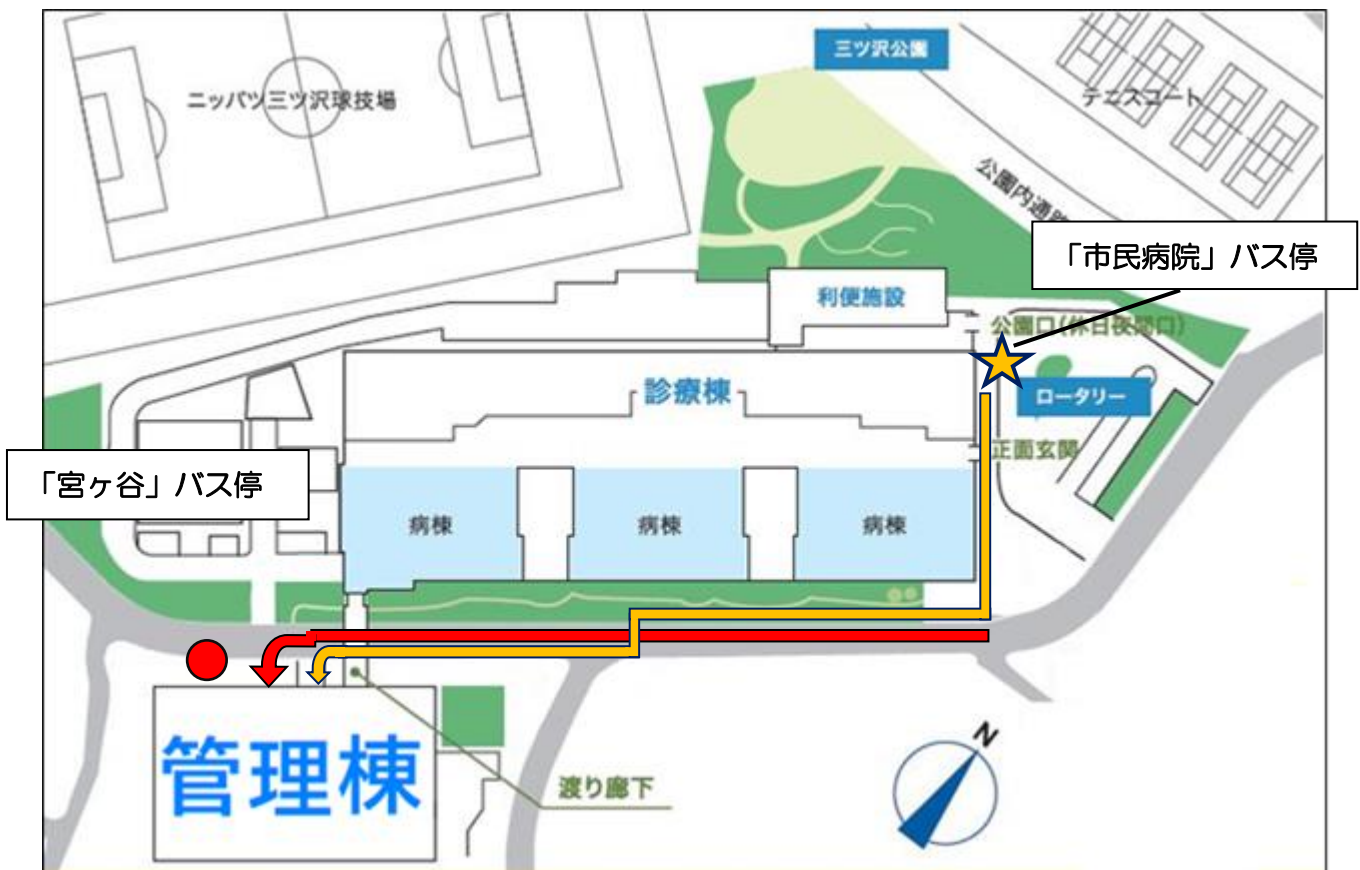 三ツ沢公園
ニッパツ三ツ沢球技場
テニスコート
公園内通路
「市民病院」バス停
利便施設
公園口(休日夜間口)
診療棟
ロータリー
正面玄関
「宮ヶ谷」バス停
病棟
病棟
病棟
管理棟
渡り廊下
N